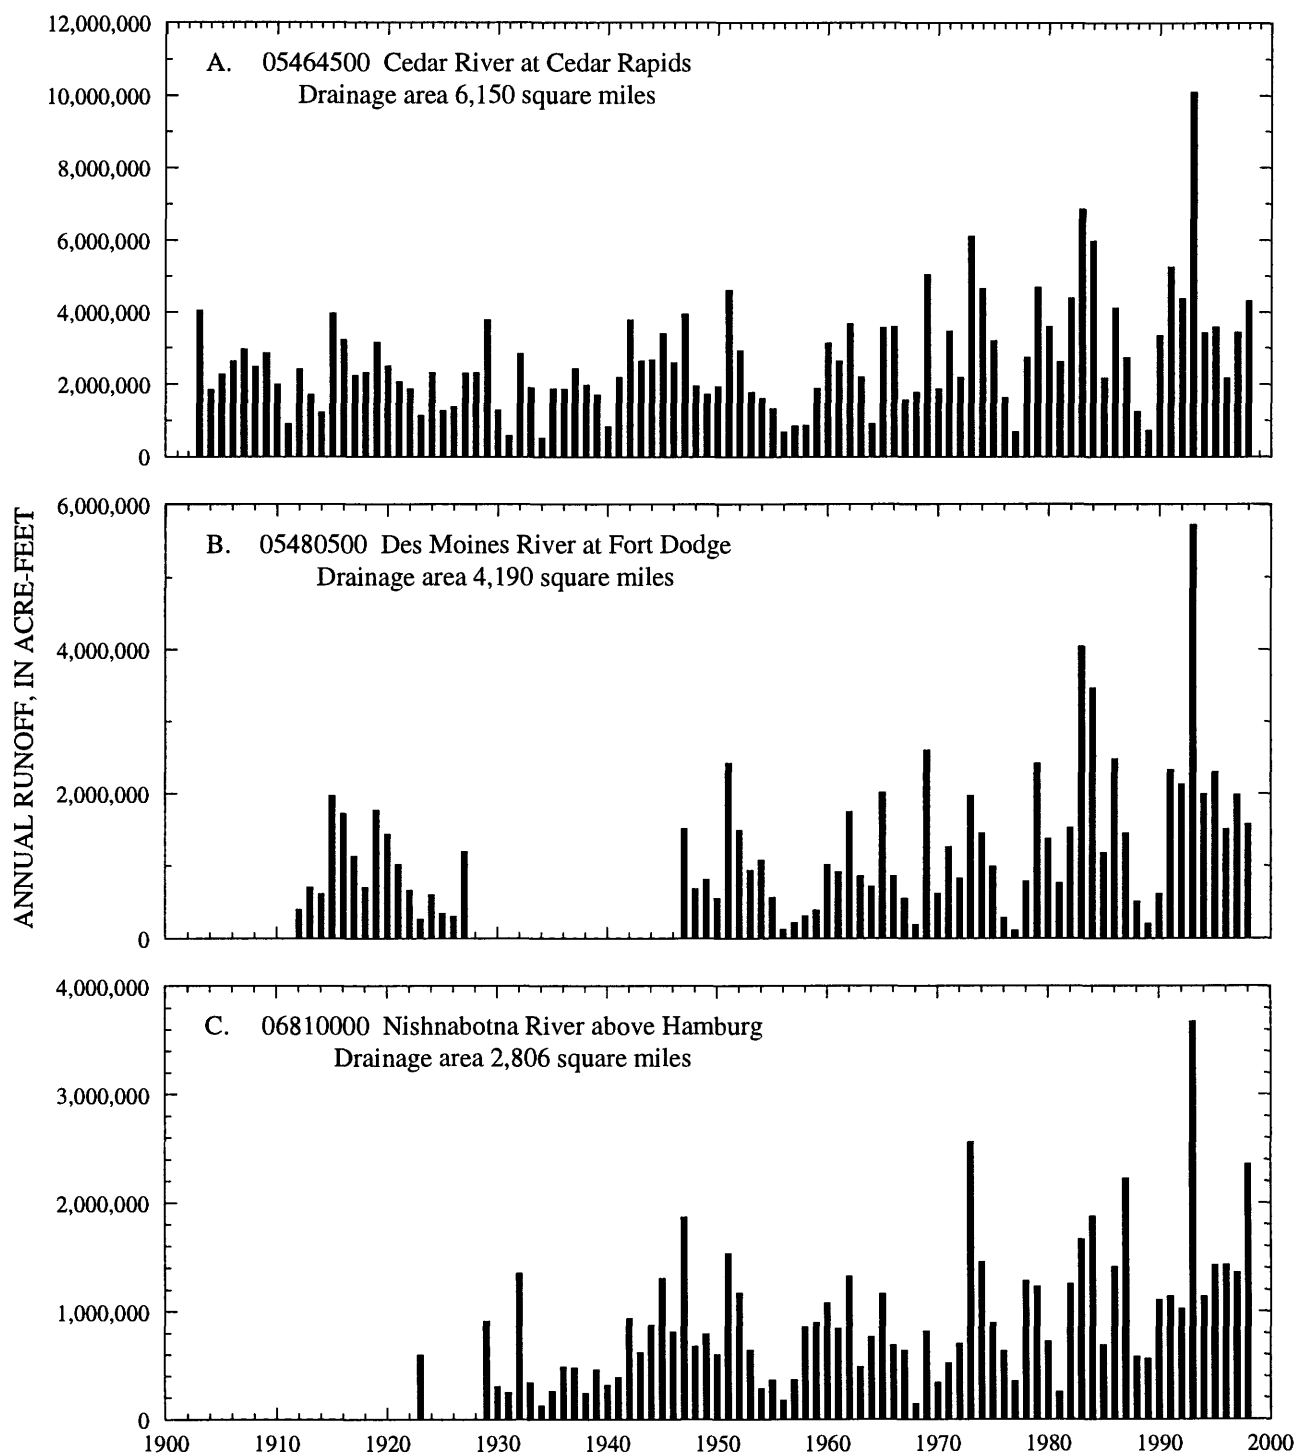 12,000,000
A. 05464500 Cedar River at Cedar Rapids
Drainage area 6,150 square miles
10,000,000
8,000,000
6,000,000
4,000,000
2,000,000
0
ANNUAL RUNOFF, IN ACRE-FEET
6,000,000
B. 05480500 Des Moines River at Fort Dodge
Drainage area 4,190 square miles
4,000,000
2,000,000
0
4,000,000
C. 06810000 Nishnabotna River above Hamburg
Drainage area 2,806 square miles
3,000,000
2,000,000
1,000,000
0
1900 1910 1920 1930 1940 1950 1960 1970 1980 1990 2000